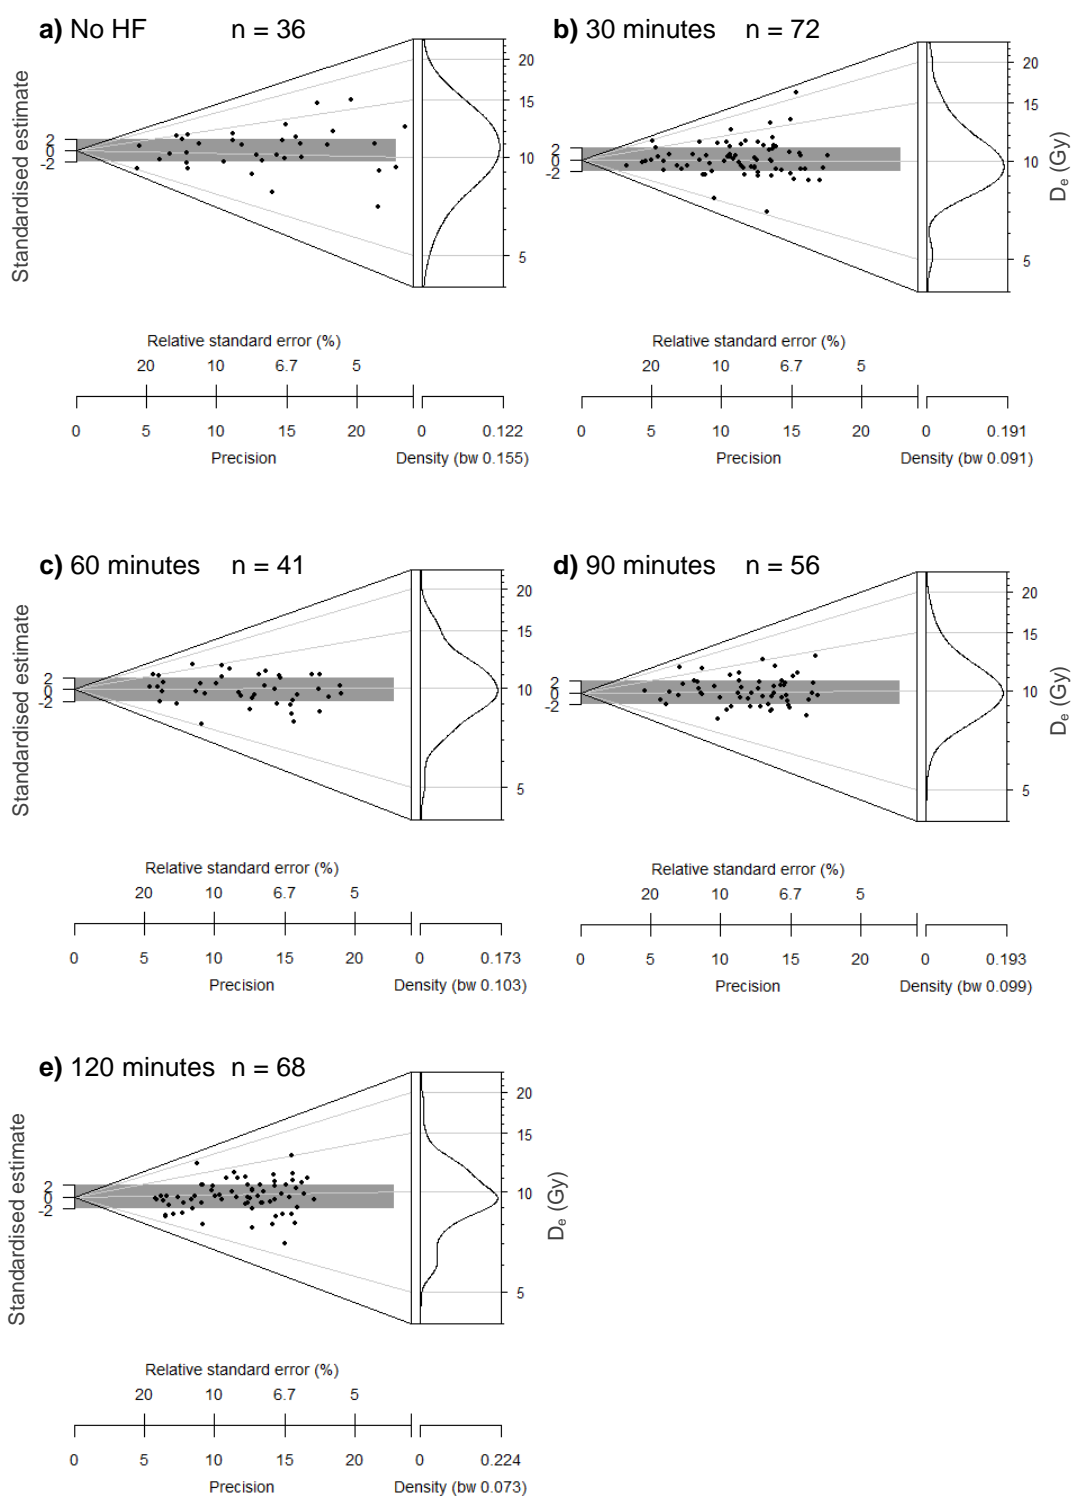 a) No HF n = 36
Standardised estimate
2
0
-2
20
15
10
5
Relative standard error (%)
20 10 6.7 5
0 5 10 15 20 0 0.122
Precision Density (bw 0.155)
b) 30 minutes n = 72
2
0
-2
20
15
10
5
De (Gy)
Relative standard error (%)
20 10 6.7 5
0 5 10 15 20 0 0.191
Precision Density (bw 0.091)
c) 60 minutes n = 41
Standardised estimate
2
0
-2
20
15
10
5
Relative standard error (%)
20 10 6.7 5
0 5 10 15 20 0 0.173
Precision Density (bw 0.103)
d) 90 minutes n = 56
2
0
-2
20
15
10
5
De (Gy)
Relative standard error (%)
20 10 6.7 5
0 5 10 15 20 0 0.193
Precision Density (bw 0.099)
e) 120 minutes n = 68
Standardised estimate
2
0
-2
20
15
10
5
De (Gy)
Relative standard error (%)
20 10 6.7 5
0 5 10 15 20 0 0.224
Precision Density (bw 0.073)